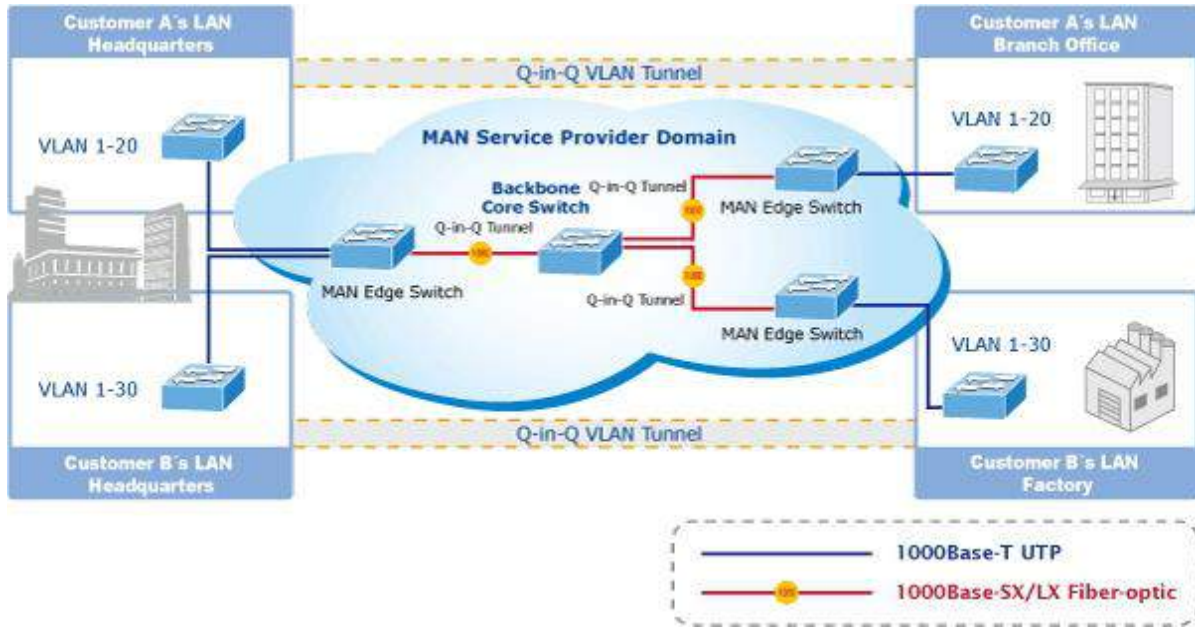 Customer A's LAN
Headquarters
Customer A's LAN
Branch Office
Q-in-Q VLAN Tunnel
VLAN 1-20
MAN Service Provider Domain
VLAN 1-20
Q-in-Q Tunnel
Backbone
Core Switch
MAN Edge Switch
Q-in-Q Tunnel
MAN Edge Switch
Q-in-Q Tunnel
MAN Edge Switch
VLAN 1-30
VLAN 1-30
Q-in-Q VLAN Tunnel
Customer B's LAN
Headquarters
Customer B's LAN
Factory
1000Base-T UTP
1000Base-SX/LX Fiber-optic